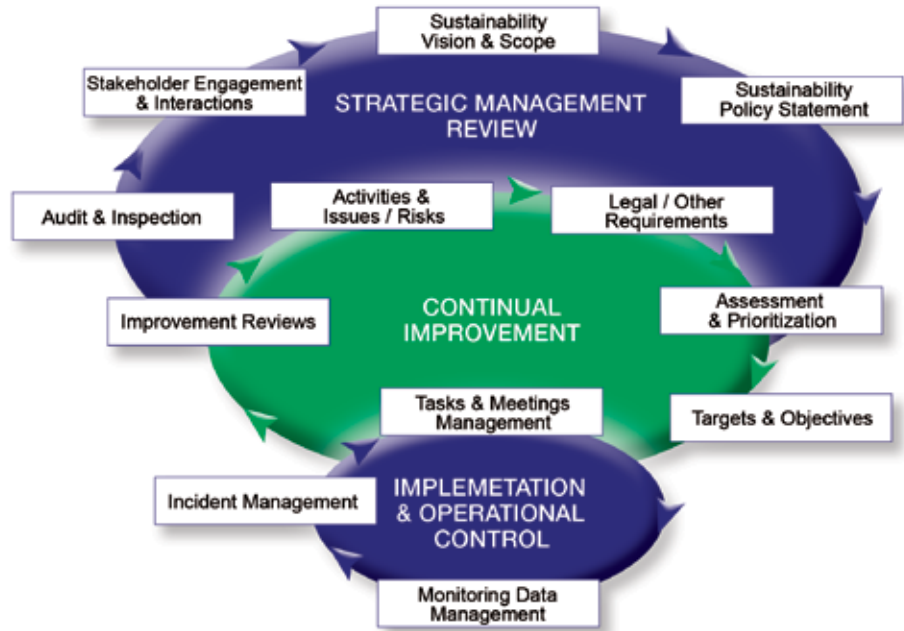 Sustainability
Vision & Scope
Stakeholder Engagement
& Interactions
Sustainability
Policy Statement
STRATEGIC MANAGEMENT
REVIEW
Activities &
Issues / Risks
Legal / Other
Requirements
Audit & Inspection
Improvement Reviews
CONTINUAL
IMPROVEMENT
Assessment
& Prioritization
Tasks & Meetings
Management
Targets & Objectives
Incident Management
IMPLEMETATION
& OPERATIONAL
CONTROL
Monitoring Data
Management